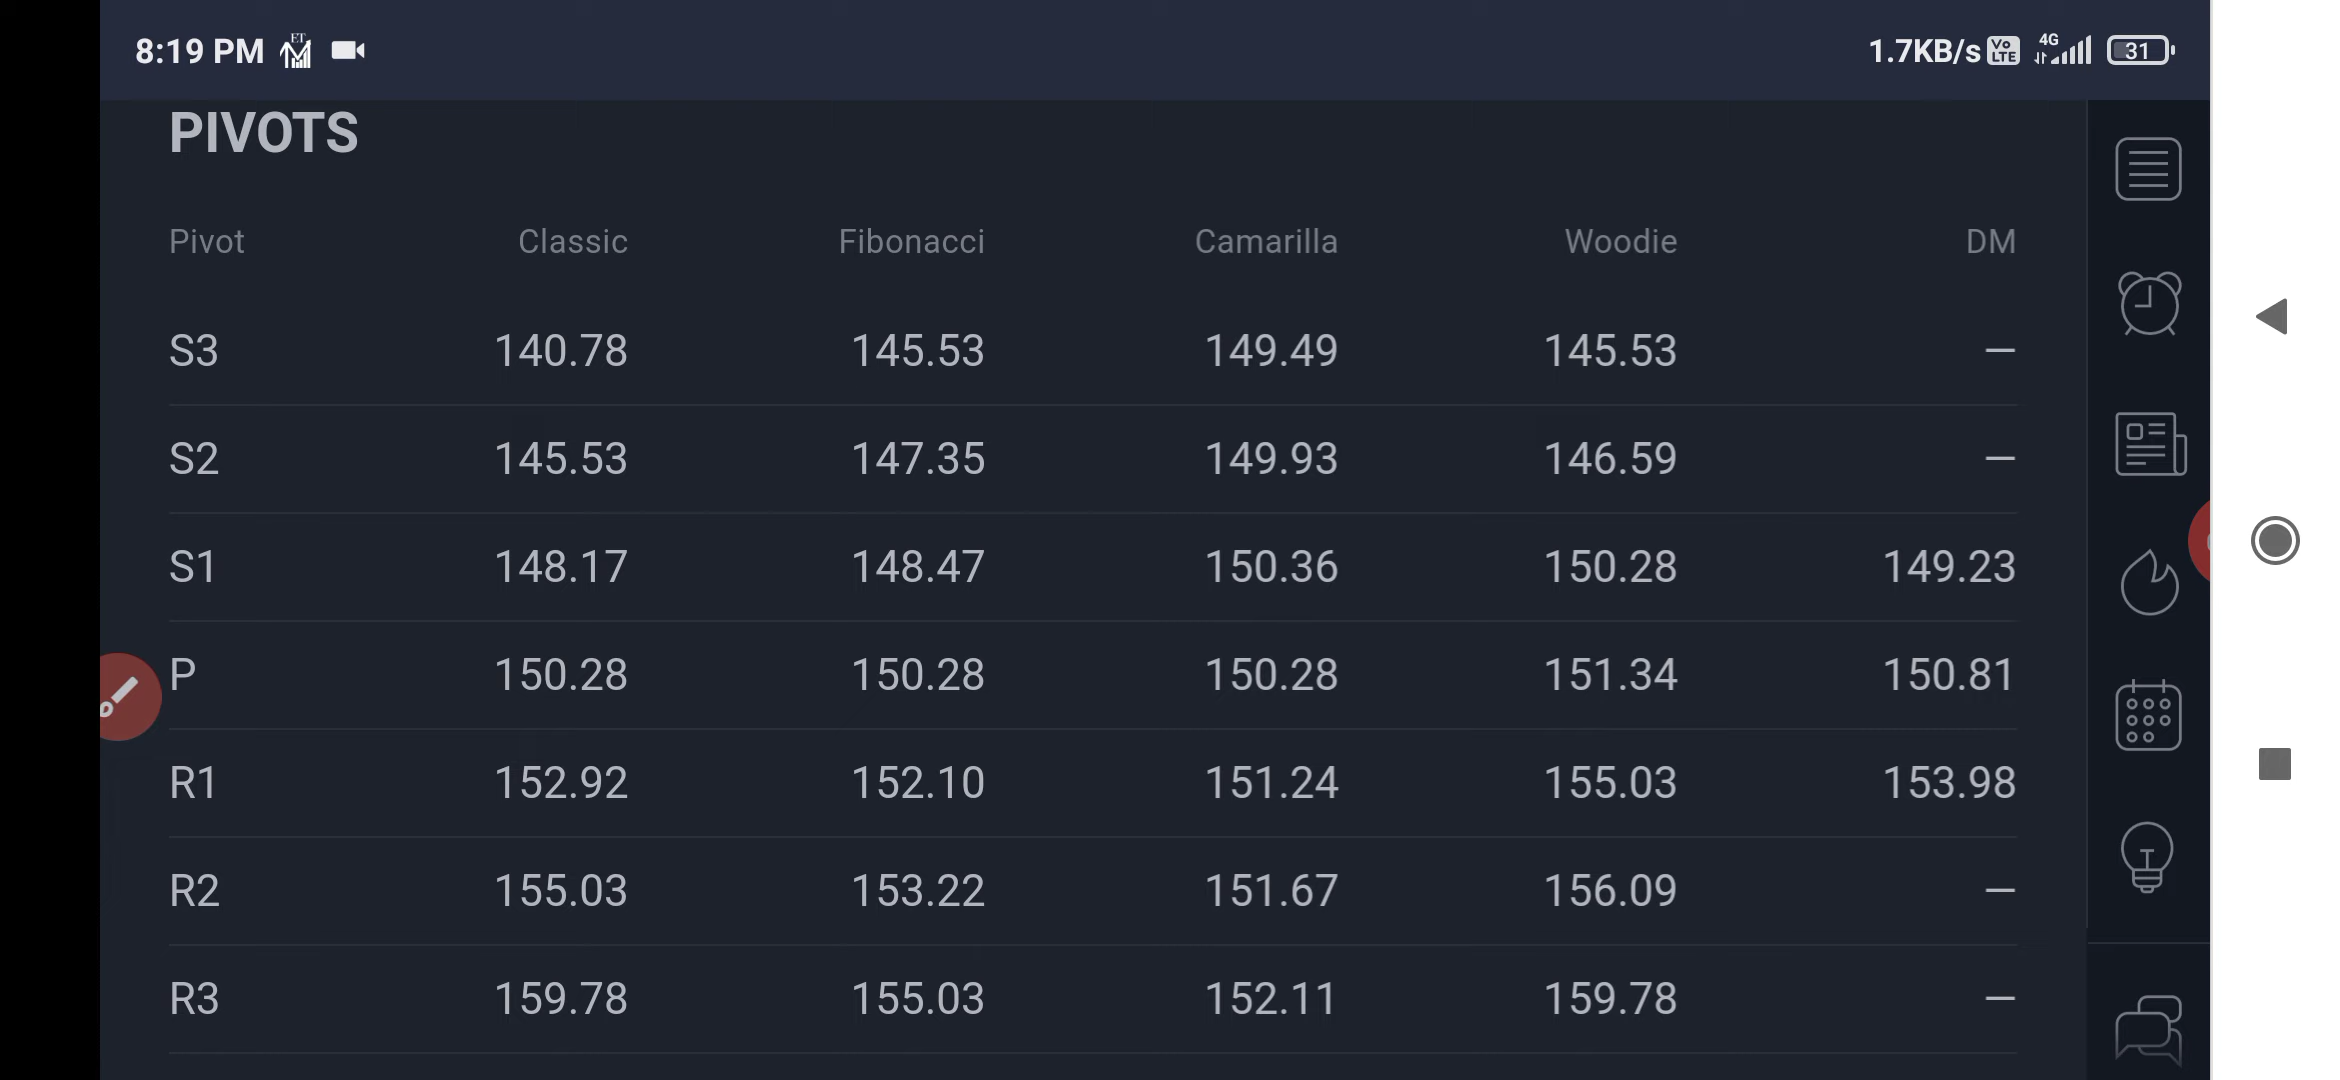 8:19 PM ET 1.7KB/s Vo LTE 4G 31
PIVOTS
Pivot Classic Fibonacci Camarilla Woodie DM
S3 140.78 145.53 149.49 145.53 —
S2 145.53 147.35 149.93 146.59 —
S1 148.17 148.47 150.36 150.28 149.23
P 150.28 150.28 150.28 151.34 150.81
R1 152.92 152.10 151.24 155.03 153.98
R2 155.03 153.22 151.67 156.09 —
R3 159.78 155.03 152.11 159.78 —